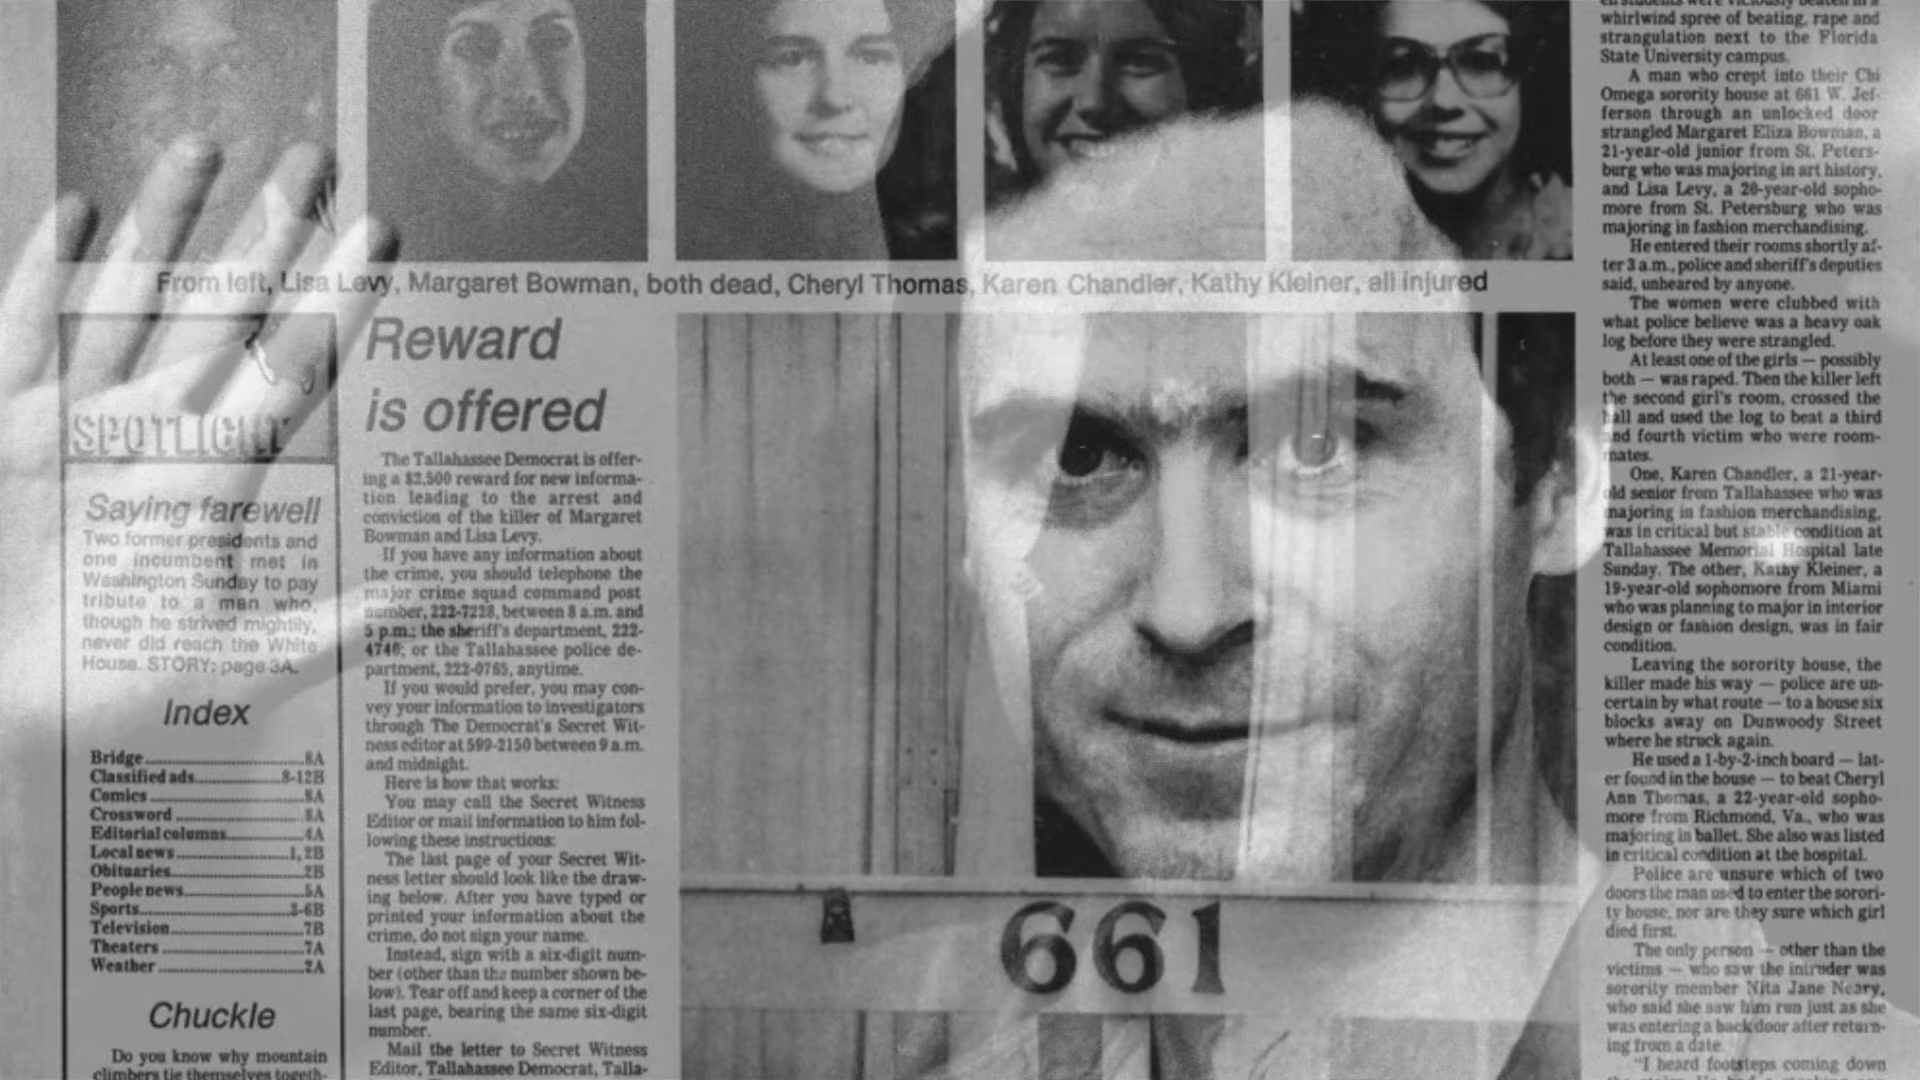 From left, Lisa Levy, Margaret Bowman, both dead, Cheryl Thomas, Karen Chandler, Kathy Kleiner, all injured
SPOTLIGHT
Saying farewell
Two former presidents and
one incumbent met in
Washington Sunday to pay
tribute to a man who,
though he strived mightily,
never did reach the White
House. STORY: page 3A.
Index
Bridge 8A
Classified ads 8-12B
Comics 8A
Crossword 8A
Editorial columns 4A
Local news 1, 2B
Obituaries 2B
People news 5A
Sports 3-6B
Television 7B
Theaters 7A
Weather 2A
Chuckle
Do you know why mountain
climbers tie themselves togeth-
Reward
is offered
The Tallahassee Democrat is offer-
ing a $2,500 reward for new informa-
tion leading to the arrest and
conviction of the killer of Margaret
Bowman and Lisa Levy.
If you have any information about
the crime, you should telephone the
major crime squad command post
number, 222-7228, between 8 a.m. and
5 p.m.; the sheriff's department, 222-
4740; or the Tallahassee police de-
partment, 222-0765, anytime.
If you would prefer, you may con-
vey your information to investigators
through The Democrat's Secret Wit-
ness editor at 599-2150 between 9 a.m.
and midnight.
Here is how that works:
You may call the Secret Witness
Editor or mail information to him fol-
lowing these instructions:
The last page of your Secret Wit-
ness letter should look like the draw-
ing below. After you have typed or
printed your information about the
crime, do not sign your name.
Instead, sign with a six-digit num-
ber (other than the number shown be-
low). Tear off and keep a corner of the
last page, bearing the same six-digit
number.
Mail the letter to Secret Witness
Editor, Tallahassee Democrat, Talla-
661
en students were viciously beaten in a
whirlwind spree of beating, rape and
strangulation next to the Florida
State University campus.
A man who crept into their Chi
Omega sorority house at 661 W. Jef-
ferson through an unlocked door
strangled Margaret Eliza Bowman, a
21-year-old junior from St. Peters-
burg who was majoring in art history,
and Lisa Levy, a 20-year-old sopho-
more from St. Petersburg who was
majoring in fashion merchandising.
He entered their rooms shortly af-
ter 3 a.m., police and sheriff's deputies
said, unheared by anyone.
The women were clubbed with
what police believe was a heavy oak
log before they were strangled.
At least one of the girls — possibly
both — was raped. Then the killer left
the second girl's room, crossed the
hall and used the log to beat a third
and fourth victim who were room-
mates.
One, Karen Chandler, a 21-year-
old senior from Tallahassee who was
majoring in fashion merchandising,
was in critical but stable condition at
Tallahassee Memorial Hospital late
Sunday. The other, Kathy Kleiner, a
19-year-old sophomore from Miami
who was planning to major in interior
design or fashion design, was in fair
condition.
Leaving the sorority house, the
killer made his way — police are un-
certain by what route — to a house six
blocks away on Dunwoody Street
where he struck again.
He used a 1-by-2-inch board — lat-
er found in the house — to beat Cheryl
Ann Thomas, a 22-year-old sopho-
more from Richmond, Va., who was
majoring in ballet. She also was listed
in critical condition at the hospital.
Police are unsure which of two
doors the man used to enter the sorori-
ty house, nor are they sure which girl
died first.
The only person — other than the
victims — who saw the intruder was
sorority member Nita Jane Neary,
who said she saw him run just as she
was entering a back door after return-
ing from a date.
"I heard footsteps coming down